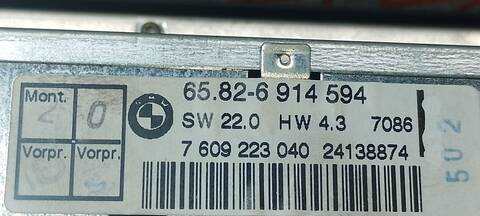 Mont.
2 0
Vorpr. Vorpr.
BMW
65.82-6 914 594
SW 22.0 HW 4.3 7086
7 609 223 040 24138874
502